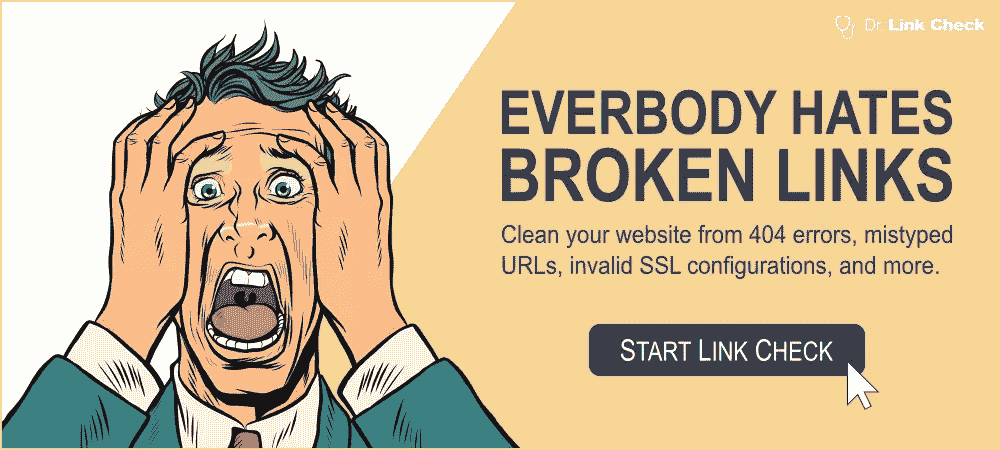 Dr Link Check
EVERBODY HATES
BROKEN LINKS
Clean your website from 404 errors, mistyped
URLs, invalid SSL configurations, and more.
START LINK CHECK